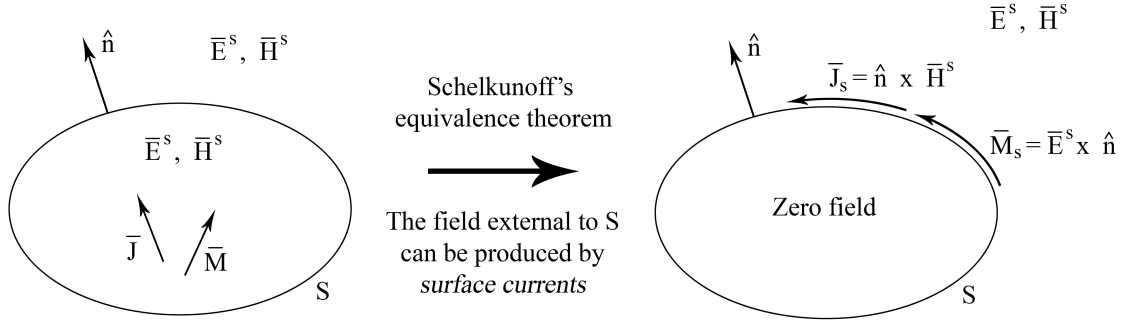 n̂
E̅ˢ, H̅ˢ
E̅ˢ, H̅ˢ
J̅
M̅
S
Schelkunoff's
equivalence theorem
The field external to S
can be produced by
surface currents
E̅ˢ, H̅ˢ
n̂
J̅ₛ = n̂ x H̅ˢ
M̅ₛ = E̅ˢ x n̂
Zero field
S